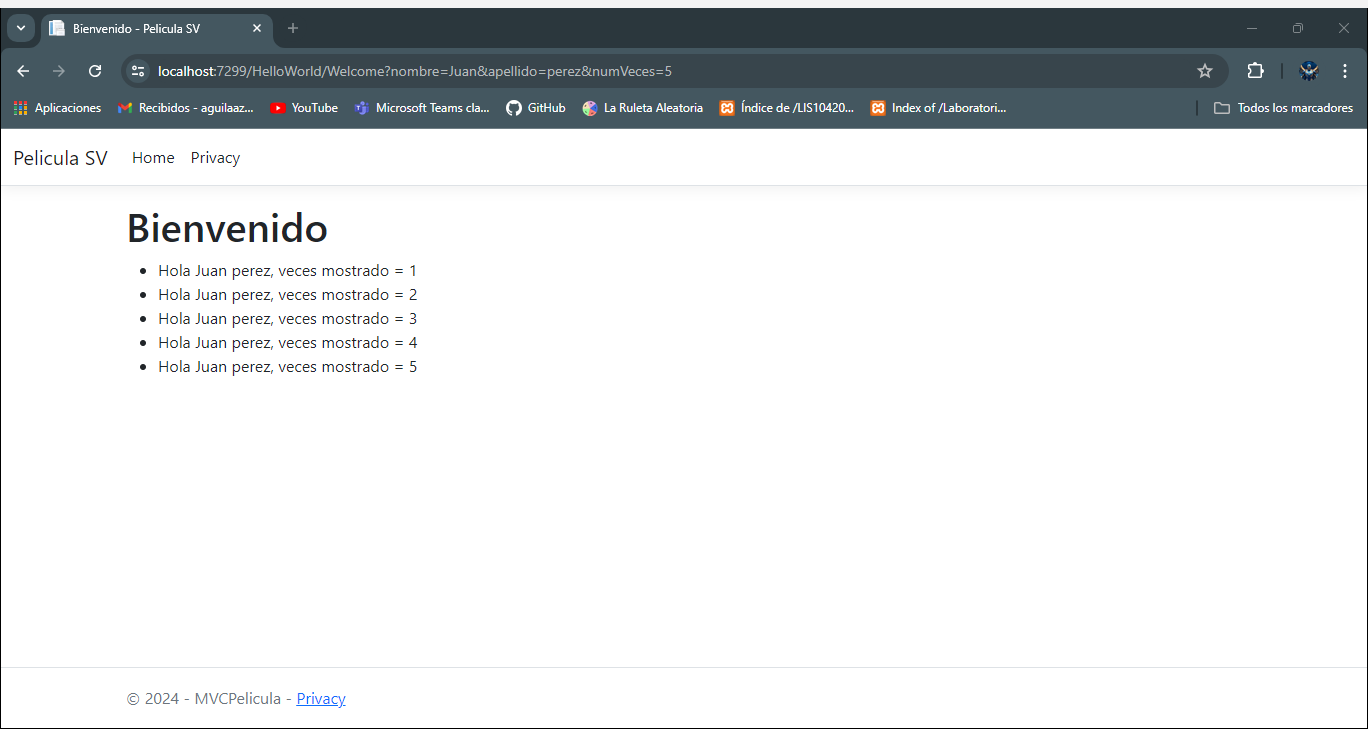 Bienvenido - Pelicula SV
localhost:7299/HelloWorld/Welcome?nombre=Juan&apellido=perez&numVeces=5
Aplicaciones Recibidos - aguilaaz... YouTube Microsoft Teams cla... GitHub La Ruleta Aleatoria Índice de /LIS10420... Index of /Laboratori... Todos los marcadores
Pelicula SV Home Privacy
Bienvenido
Hola Juan perez, veces mostrado = 1
Hola Juan perez, veces mostrado = 2
Hola Juan perez, veces mostrado = 3
Hola Juan perez, veces mostrado = 4
Hola Juan perez, veces mostrado = 5
© 2024 - MVCPelicula - Privacy